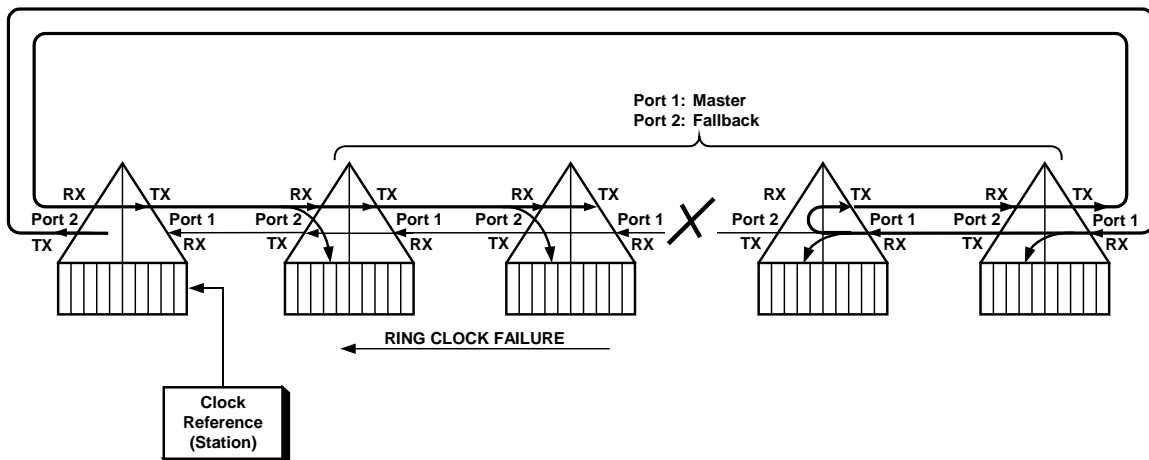 Port 1: Master
Port 2: Fallback
RX TX RX TX RX TX RX TX RX TX
Port 2 Port 1 Port 2 Port 1 Port 2 Port 1 Port 2 Port 1 Port 2 Port 1
TX RX TX RX TX RX TX RX TX RX
RING CLOCK FAILURE
Clock
Reference
(Station)